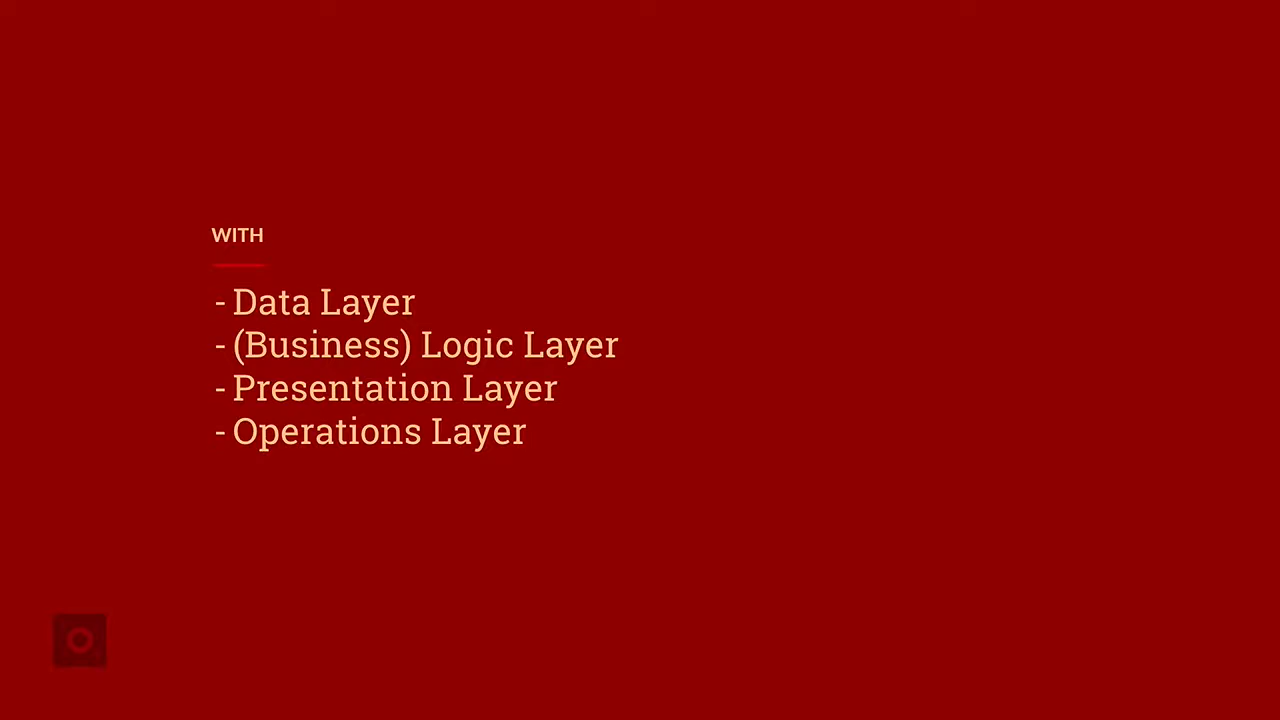 WITH
- Data Layer
- (Business) Logic Layer
- Presentation Layer
- Operations Layer